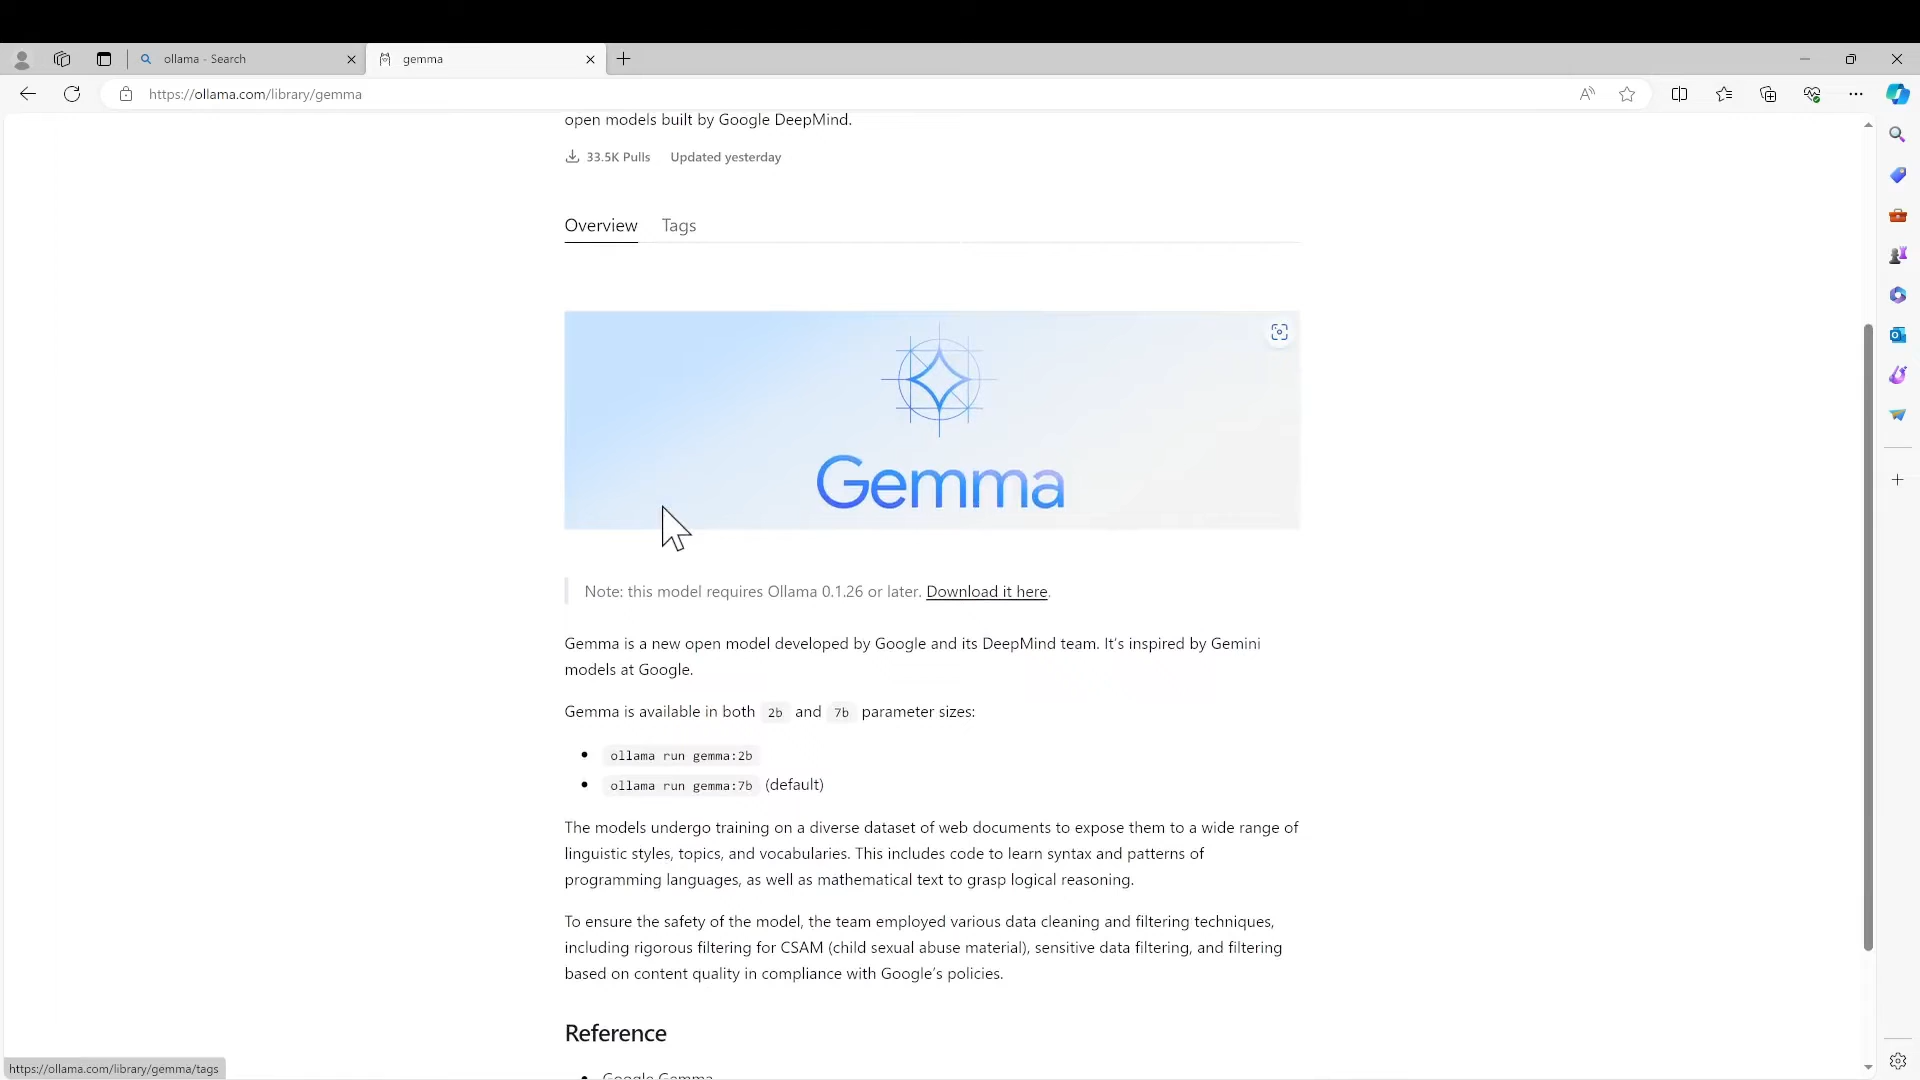 ollama - Search
gemma
https://ollama.com/library/gemma
open models built by Google DeepMind.
33.5K Pulls Updated yesterday
Overview Tags
Gemma
Note: this model requires Ollama 0.1.26 or later. Download it here.
Gemma is a new open model developed by Google and its DeepMind team. It's inspired by Gemini
models at Google.
Gemma is available in both 2b and 7b parameter sizes:
ollama run gemma:2b
ollama run gemma:7b (default)
The models undergo training on a diverse dataset of web documents to expose them to a wide range of
linguistic styles, topics, and vocabularies. This includes code to learn syntax and patterns of
programming languages, as well as mathematical text to grasp logical reasoning.
To ensure the safety of the model, the team employed various data cleaning and filtering techniques,
including rigorous filtering for CSAM (child sexual abuse material), sensitive data filtering, and filtering
based on content quality in compliance with Google's policies.
Reference
Google Gemma
https://ollama.com/library/gemma/tags